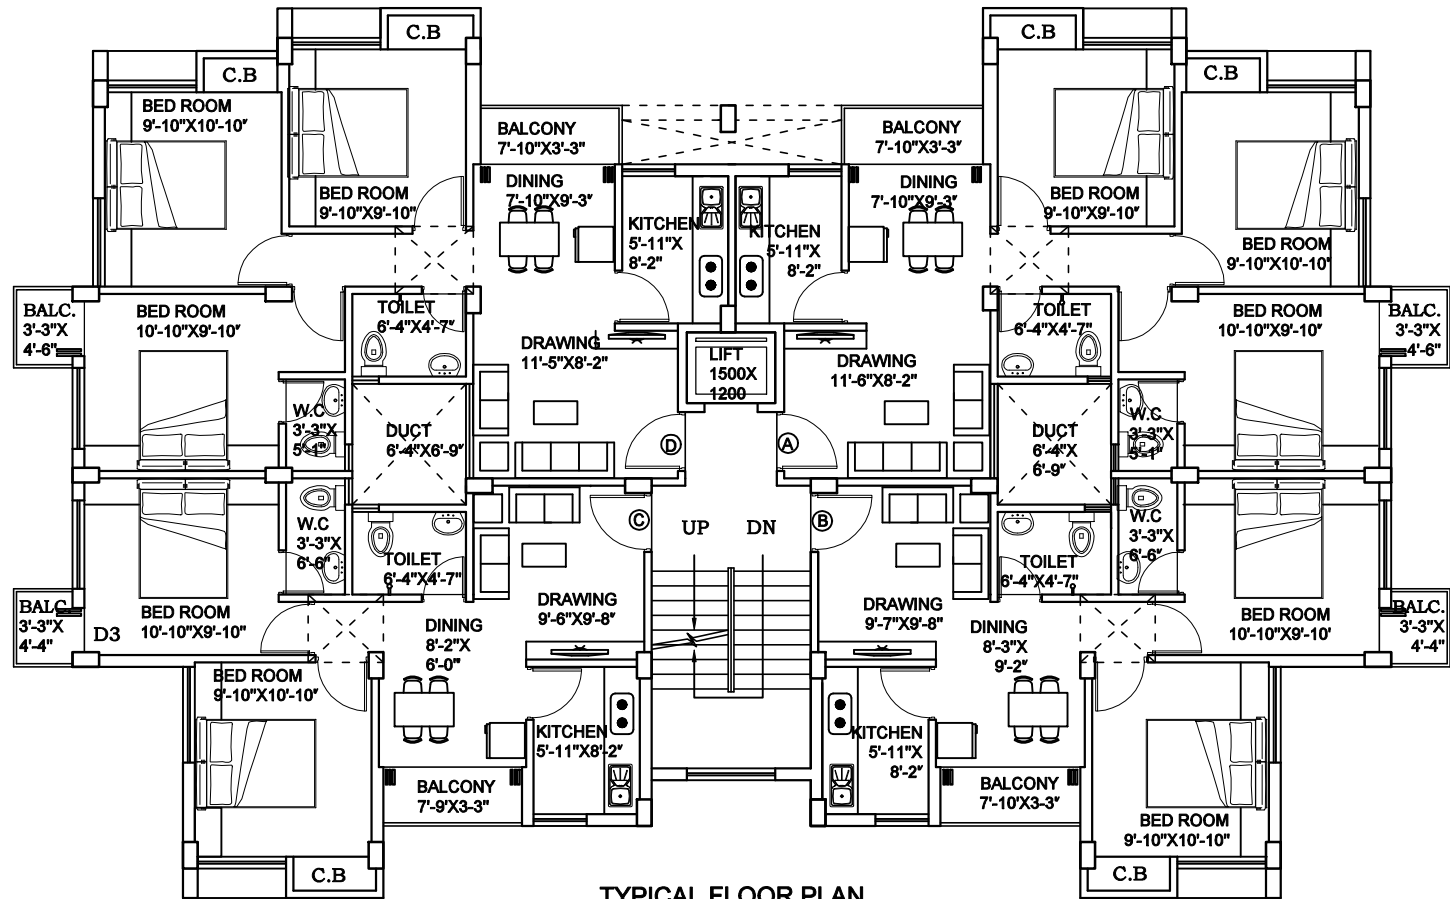 C.B
C.B
C.B
C.B
BED ROOM
9'-10"X10'-10"
BED ROOM
9'-10"X9'-10"
BALCONY
7'-10"X3'-3"
BALCONY
7'-10"X3'-3"
DINING
7'-10"X9'-3"
DINING
7'-10"X9'-3"
KITCHEN
5'-11"X
8'-2"
KITCHEN
5'-11"X
8'-2"
BED ROOM
9'-10"X9'-10"
BED ROOM
9'-10"X10'-10"
BALC.
3'-3"X
4'-6"
BED ROOM
10'-10"X9'-10"
TOILET
6'-4"X4'-7"
DRAWING
11'-5"X8'-2"
LIFT
1500X
1200
DRAWING
11'-6"X8'-2"
TOILET
6'-4"X4'-7"
BED ROOM
10'-10"X9'-10"
BALC.
3'-3"X
4'-6"
W.C
3'-3"X
5'-1"
DUCT
6'-4"X6'-9"
D
A
DUCT
6'-4"X
6'-9"
W.C
3'-3"X
5'-1"
W.C
3'-3"X
6'-6"
C
UP
DN
B
W.C
3'-3"X
6'-6"
TOILET
6'-4"X4'-7"
TOILET
6'-4"X4'-7"
BALC.
3'-3"X
4'-4"
D3
BED ROOM
10'-10"X9'-10"
DINING
8'-2"X
6'-0"
DRAWING
9'-6"X9'-8"
DRAWING
9'-7"X9'-8"
DINING
8'-3"X
9'-2"
BED ROOM
10'-10"X9'-10'
BALC.
3'-3"X
4'-4"
BED ROOM
9'-10"X10'-10"
KITCHEN
5'-11"X8'-2"
KITCHEN
5'-11"X
8'-2"
BALCONY
7'-9'X3-3"
BALCONY
7'-10'X3-3"
BED ROOM
9'-10"X10'-10"
C.B
C.B
TYPICAL FLOOR PLAN